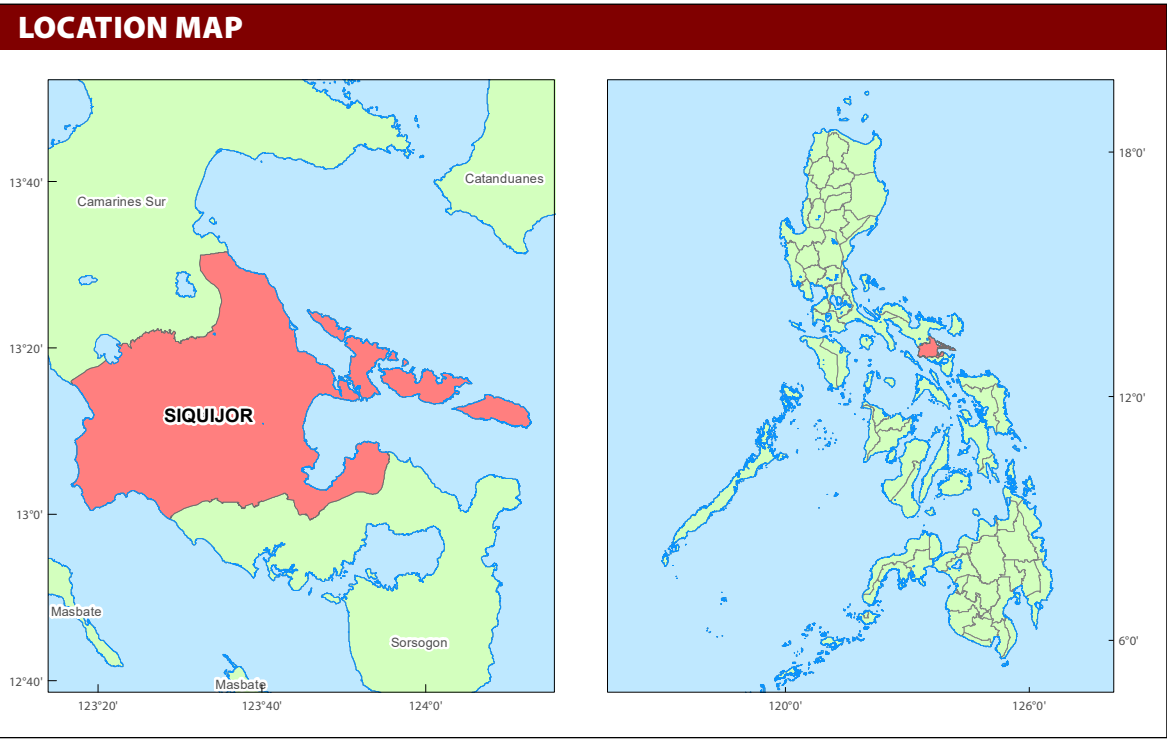 LOCATION MAP
13°40'
Camarines Sur
Catanduanes
13°20'
SIQUIJOR
13°0'
Masbate
Sorsogon
12°40'
Masbate
123°20'
123°40'
124°0'
18°0'
12°0'
6°0'
120°0'
126°0'